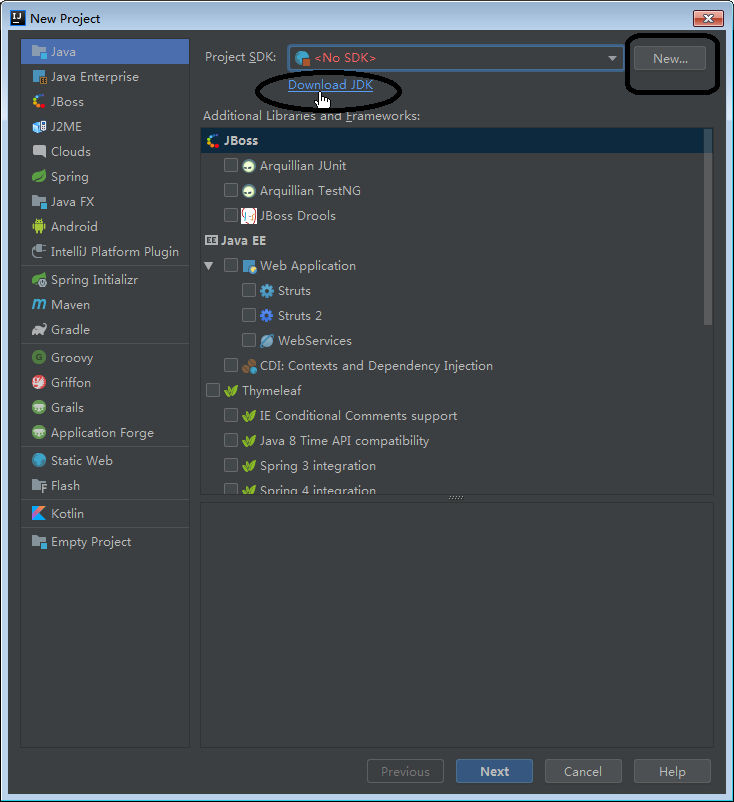 New Project
Java
Java Enterprise
JBoss
J2ME
Clouds
Spring
Java FX
Android
IntelliJ Platform Plugin
Spring Initializr
Maven
Gradle
Groovy
Griffon
Grails
Application Forge
Static Web
Flash
Kotlin
Empty Project
Project SDK: <No SDK> New...
Download JDK
Additional Libraries and Frameworks:
JBoss
Arquillian JUnit
Arquillian TestNG
JBoss Drools
Java EE
Web Application
Struts
Struts 2
WebServices
CDI: Contexts and Dependency Injection
Thymeleaf
IE Conditional Comments support
Java 8 Time API compatibility
Spring 3 integration
Spring 4 integration
Previous Next Cancel Help